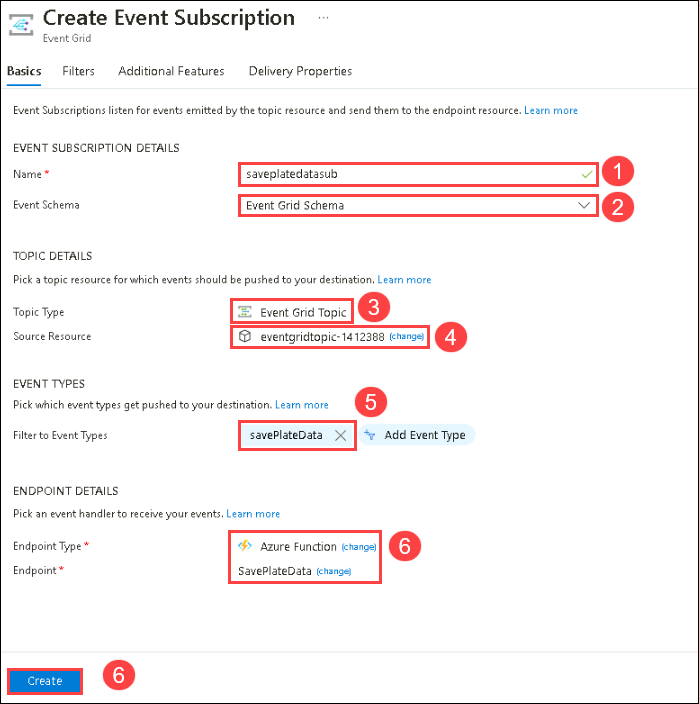 Create Event Subscription ...
Event Grid
Basics Filters Additional Features Delivery Properties
Event Subscriptions listen for events emitted by the topic resource and send them to the endpoint resource. Learn more
EVENT SUBSCRIPTION DETAILS
Name * saveplatedatasub 1
Event Schema Event Grid Schema 2
TOPIC DETAILS
Pick a topic resource for which events should be pushed to your destination. Learn more
Topic Type Event Grid Topic 3
Source Resource eventgridtopic-1412388 (change) 4
EVENT TYPES
Pick which event types get pushed to your destination. Learn more 5
Filter to Event Types savePlateData Add Event Type
ENDPOINT DETAILS
Pick an event handler to receive your events. Learn more
Endpoint Type * Azure Function (change) 6
Endpoint * SavePlateData (change)
Create 6